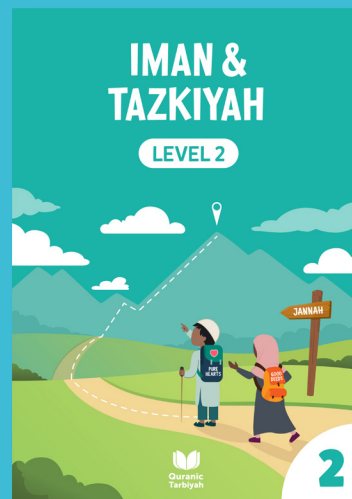 IMAN &
TAZKIYAH
LEVEL 2
JANNAH
PURE
HEARTS
GOOD
DEEDS
Quranic
Tarbiyah
2